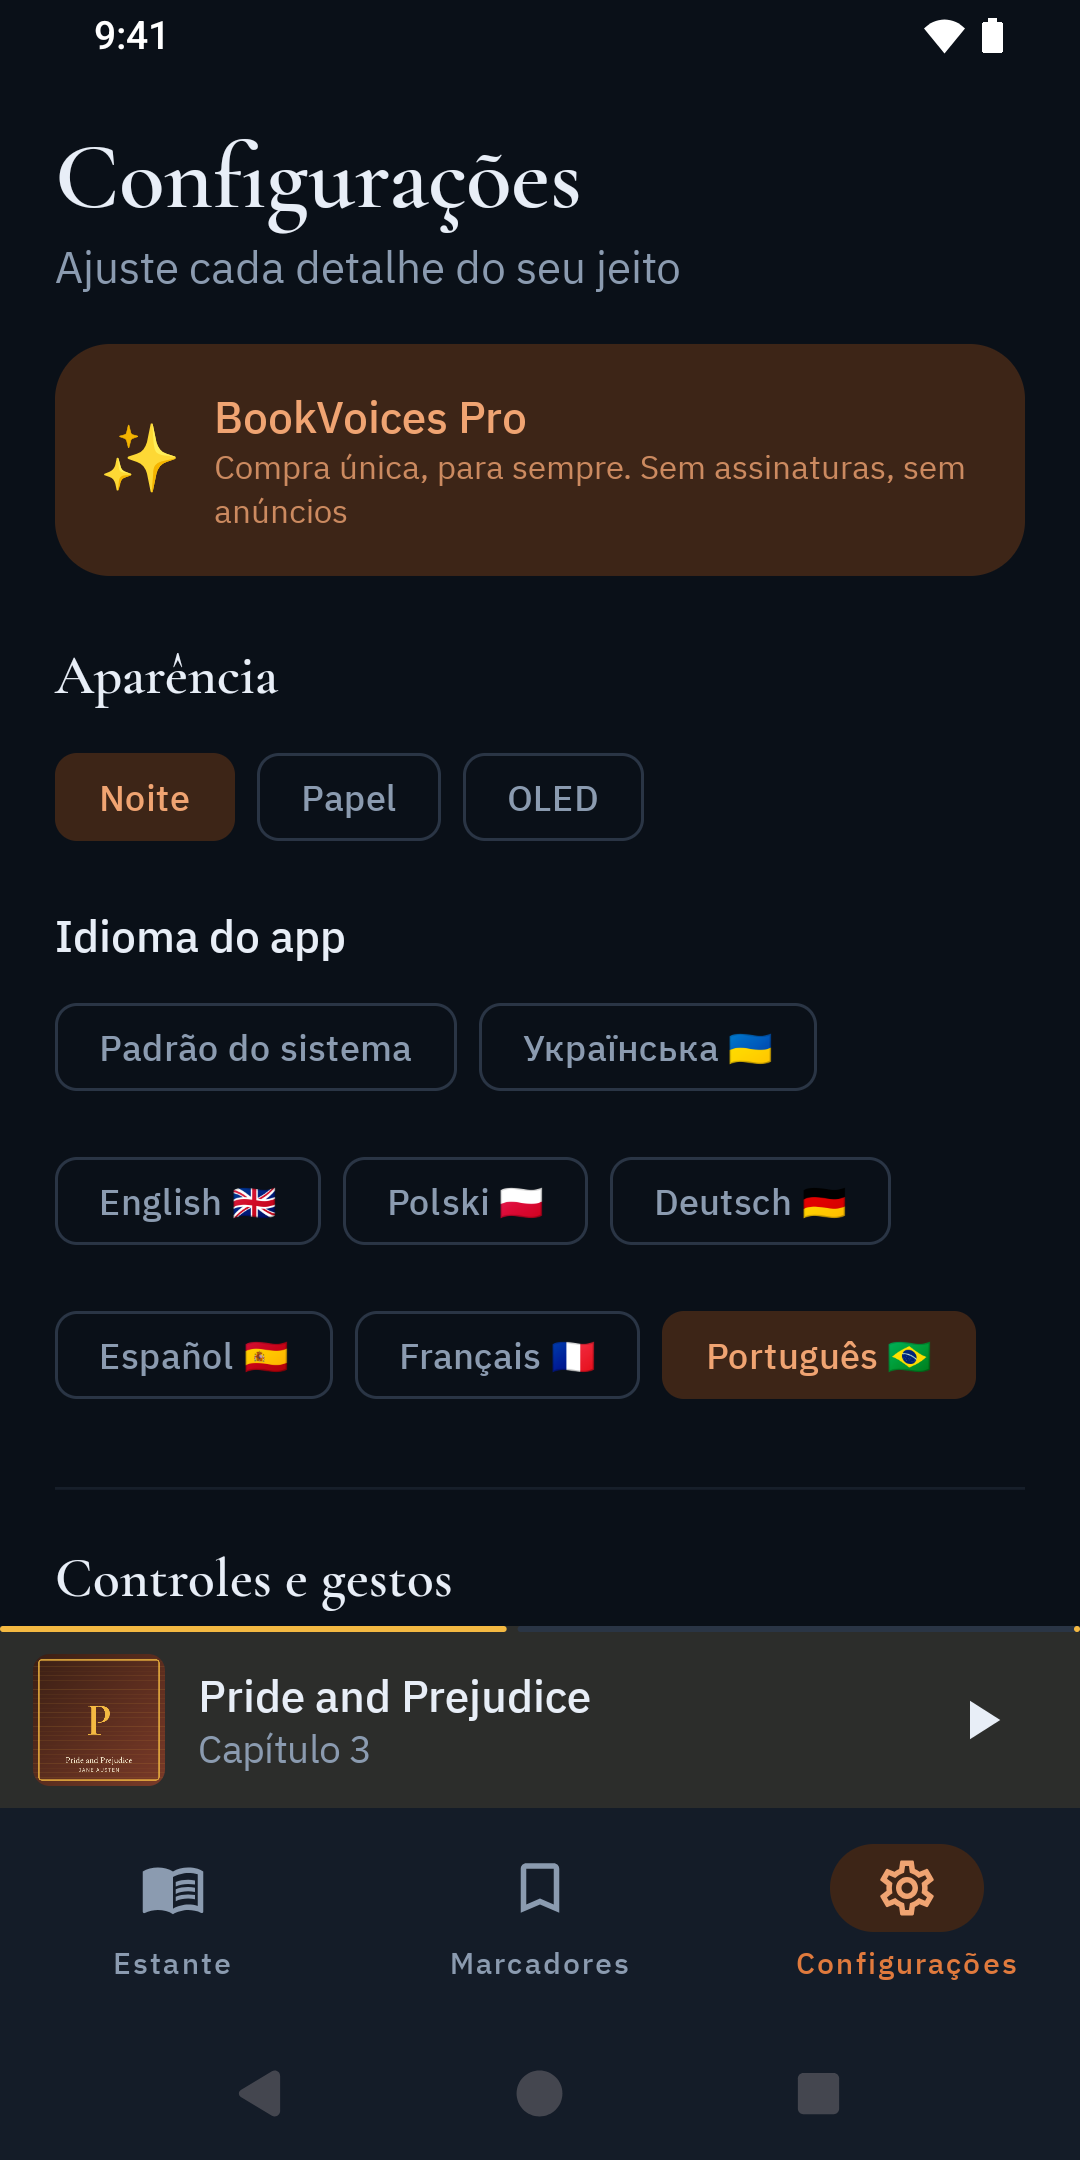 9:41
Configurações
Ajuste cada detalhe do seu jeito
BookVoices Pro
Compra única, para sempre. Sem assinaturas, sem
anúncios
Aparência
Noite Papel OLED
Idioma do app
Padrão do sistema Українська
English Polski Deutsch
Español Français Português
Controles e gestos
Pride and Prejudice
Capítulo 3
P
Pride and Prejudice
JANE AUSTEN
Estante Marcadores Configurações